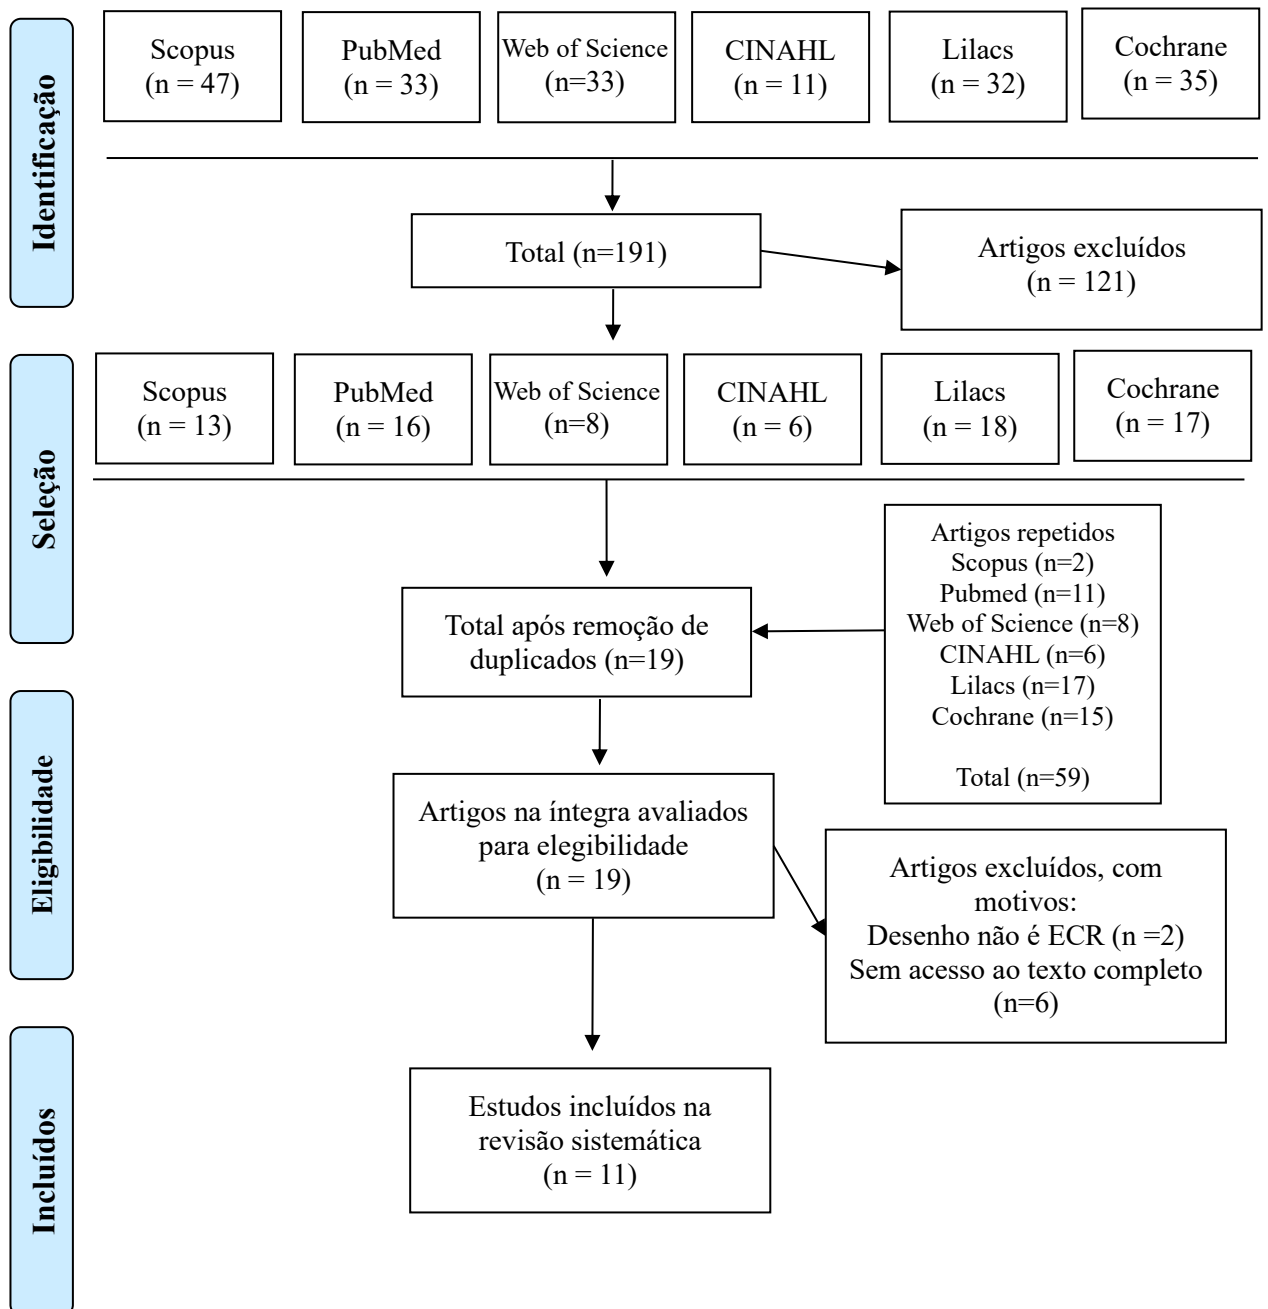 Identificação
Scopus
(n = 47)
PubMed
(n = 33)
Web of Science
(n=33)
CINAHL
(n = 11)
Lilacs
(n = 32)
Cochrane
(n = 35)
Total (n=191)
Artigos excluídos
(n = 121)
Seleção
Scopus
(n = 13)
PubMed
(n = 16)
Web of Science
(n=8)
CINAHL
(n = 6)
Lilacs
(n = 18)
Cochrane
(n = 17)
Artigos repetidos
Scopus (n=2)
Pubmed (n=11)
Web of Science (n=8)
CINAHL (n=6)
Lilacs (n=17)
Cochrane (n=15)
Total (n=59)
Total após remoção de
duplicados (n=19)
Eligibilidade
Artigos na íntegra avaliados
para elegibilidade
(n = 19)
Artigos excluídos, com
motivos:
Desenho não é ECR (n =2)
Sem acesso ao texto completo
(n=6)
Incluídos
Estudos incluídos na
revisão sistemática
(n = 11)